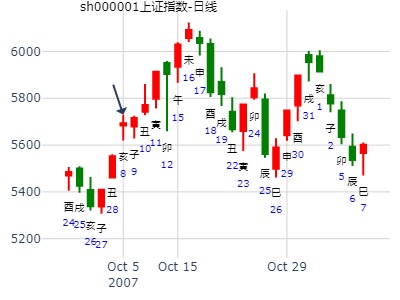 sh000001上证指数-日线
6000
5800
5600
5400
5200
酉
24
戌
25
亥
26
子
27
丑
28
亥
8
子
9
丑
10
寅
11
卯
12
午
15
未
16
申
17
酉
18
戌
19
丑
22
寅
23
卯
24
辰
25
巳
26
申
29
酉
30
戌
31
亥
1
子
2
卯
5
辰
6
巳
7
Oct 5
2007
Oct 15
Oct 29